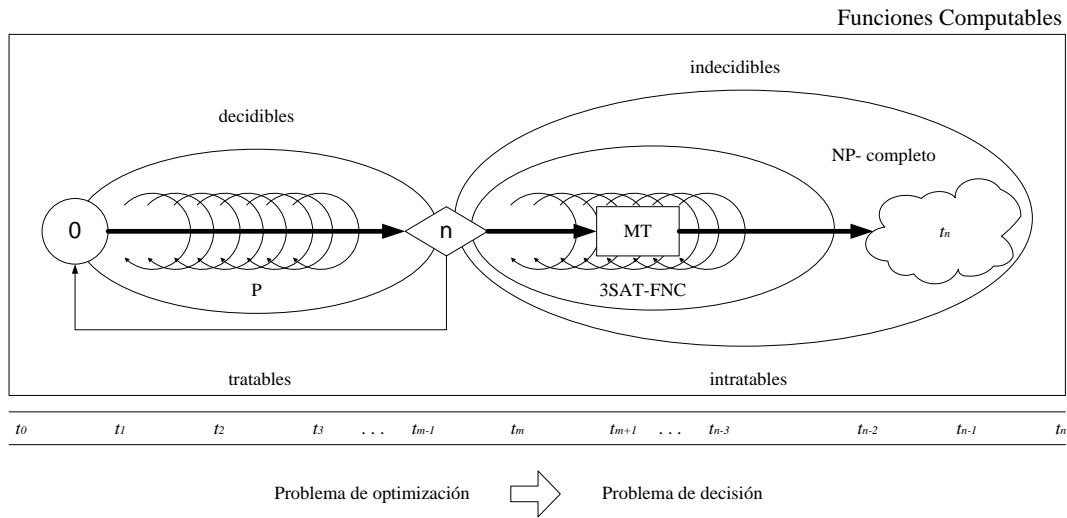 Funciones Computables
indecidibles
decidibles
NP- completo
0
n
MT
tn
P
3SAT-FNC
tratables
intratables
t0 t1 t2 t3 . . . tm-1 tm tm+1 . . . tn-3 tn-2 tn-1 tn
Problema de optimización
Problema de decisión